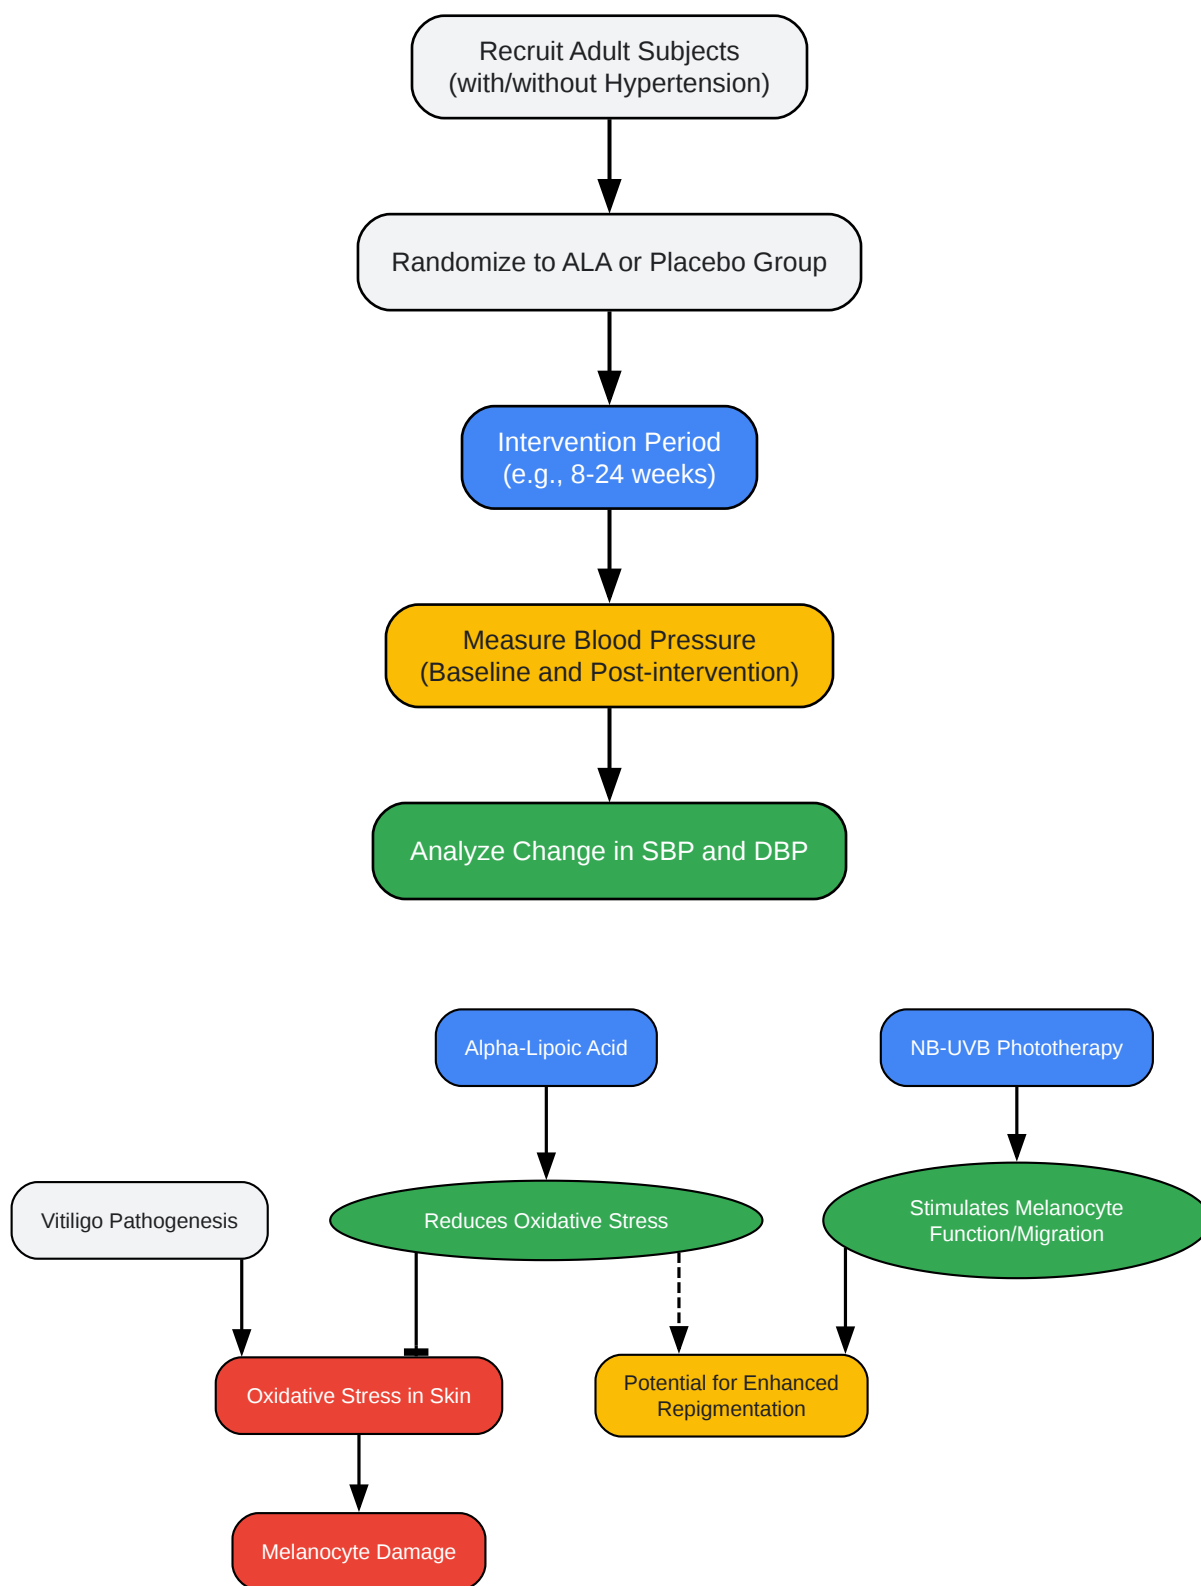 Recruit Adult Subjects
(with/without Hypertension)
Randomize to ALA or Placebo Group
Intervention Period
(e.g., 8-24 weeks)
Measure Blood Pressure
(Baseline and Post-intervention)
Analyze Change in SBP and DBP
Alpha-Lipoic Acid
NB-UVB Phototherapy
Vitiligo Pathogenesis
Reduces Oxidative Stress
Stimulates Melanocyte
Function/Migration
Oxidative Stress in Skin
Potential for Enhanced
Repigmentation
Melanocyte Damage